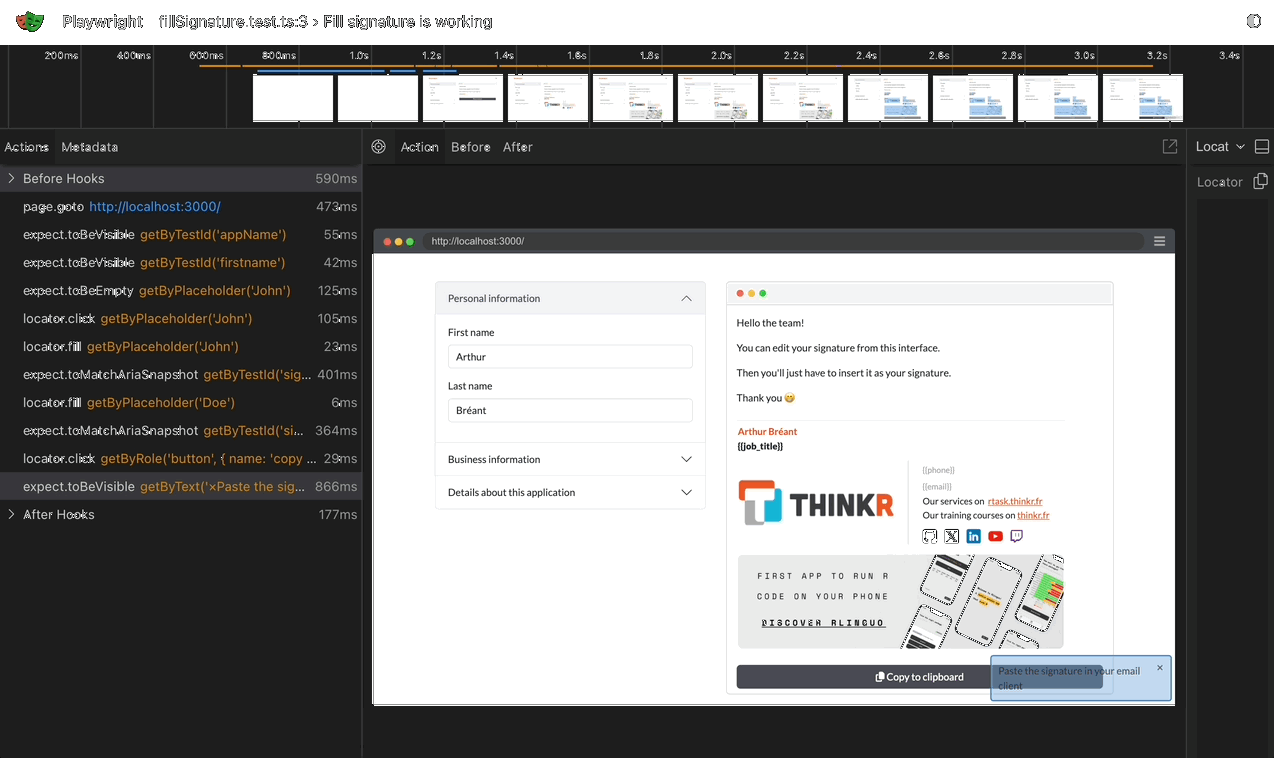 Playwright fillSignature.test.ts:3 › Fill signature is working
200ms 400ms 600ms 800ms 1.0s 1.2s 1.4s 1.6s 1.8s 2.0s 2.2s 2.4s 2.6s 2.8s 3.0s 3.2s 3.4s
Actions Metadata
Before Hooks 590ms
page.goto http://localhost:3000/ 473ms
expect.toBeVisible getByTestId('appName') 55ms
expect.toBeVisible getByTestId('firstname') 42ms
expect.toBeEmpty getByPlaceholder('John') 125ms
locator.click getByPlaceholder('John') 105ms
locator.fill getByPlaceholder('John') 23ms
expect.toMatchAriaSnapshot getByTestId('sig... 401ms
locator.fill getByPlaceholder('Doe') 6ms
expect.toMatchAriaSnapshot getByTestId('si... 364ms
locator.click getByRole('button', { name: 'copy ... 29ms
expect.toBeVisible getByText('×Paste the sig... 866ms
After Hooks 177ms
Action Before After
http://localhost:3000/
Personal information
First name
Arthur
Last name
Bréant
Business information
Details about this application
Hello the team!
You can edit your signature from this interface.
Then you'll just have to insert it as your signature.
Thank you 😄
Arthur Bréant
{{job_title}}
THINKR
{{phone}}
{{email}}
Our services on rtask.thinkr.fr
Our training courses on thinkr.fr
FIRST APP TO RUN R
CODE ON YOUR PHONE
DISCOVER RLINGUO
Copy to clipboard
Paste the signature in your email
client
×
Locat
Locator